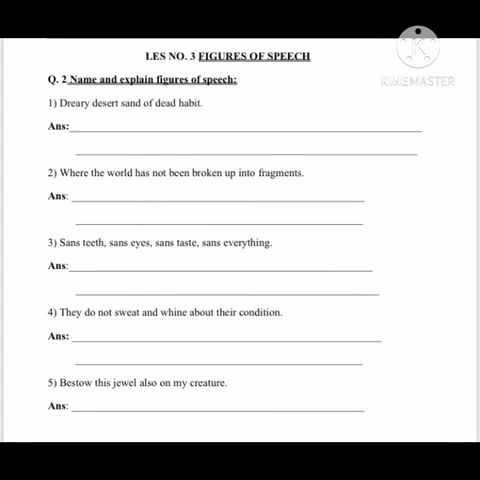 KINEMASTER
LES NO. 3 FIGURES OF SPEECH
Q. 2 Name and explain figures of speech:
1) Dreary desert sand of dead habit.
Ans:
2) Where the world has not been broken up into fragments.
Ans:
3) Sans teeth, sans eyes, sans taste, sans everything.
Ans:
4) They do not sweat and whine about their condition.
Ans:
5) Bestow this jewel also on my creature.
Ans: